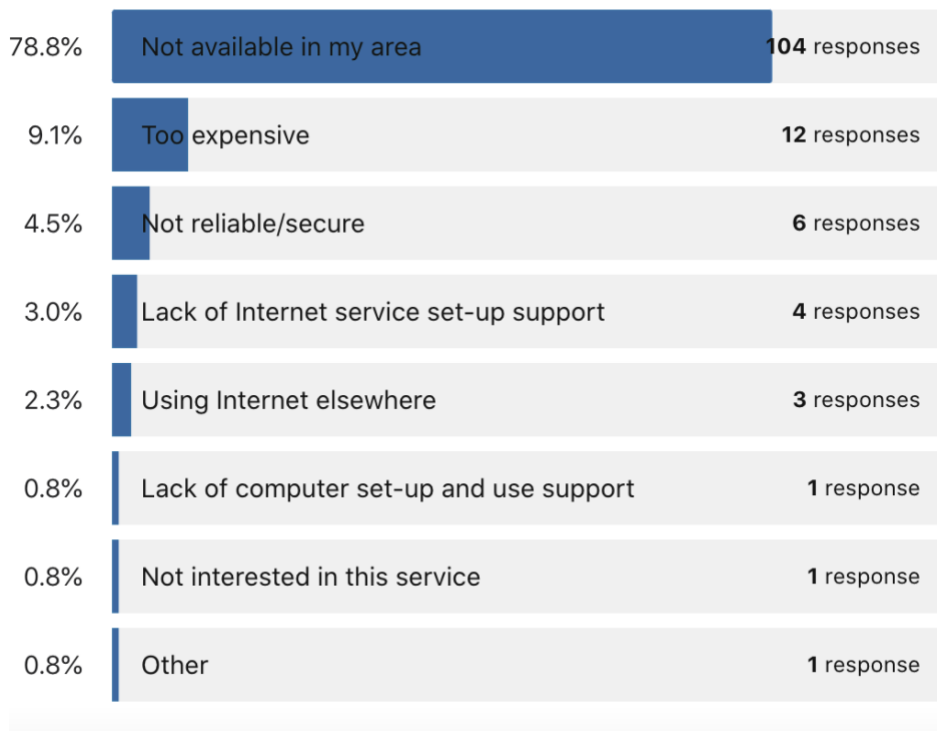 78.8% Not available in my area 104 responses
9.1% Too expensive 12 responses
4.5% Not reliable/secure 6 responses
3.0% Lack of Internet service set-up support 4 responses
2.3% Using Internet elsewhere 3 responses
0.8% Lack of computer set-up and use support 1 response
0.8% Not interested in this service 1 response
0.8% Other 1 response